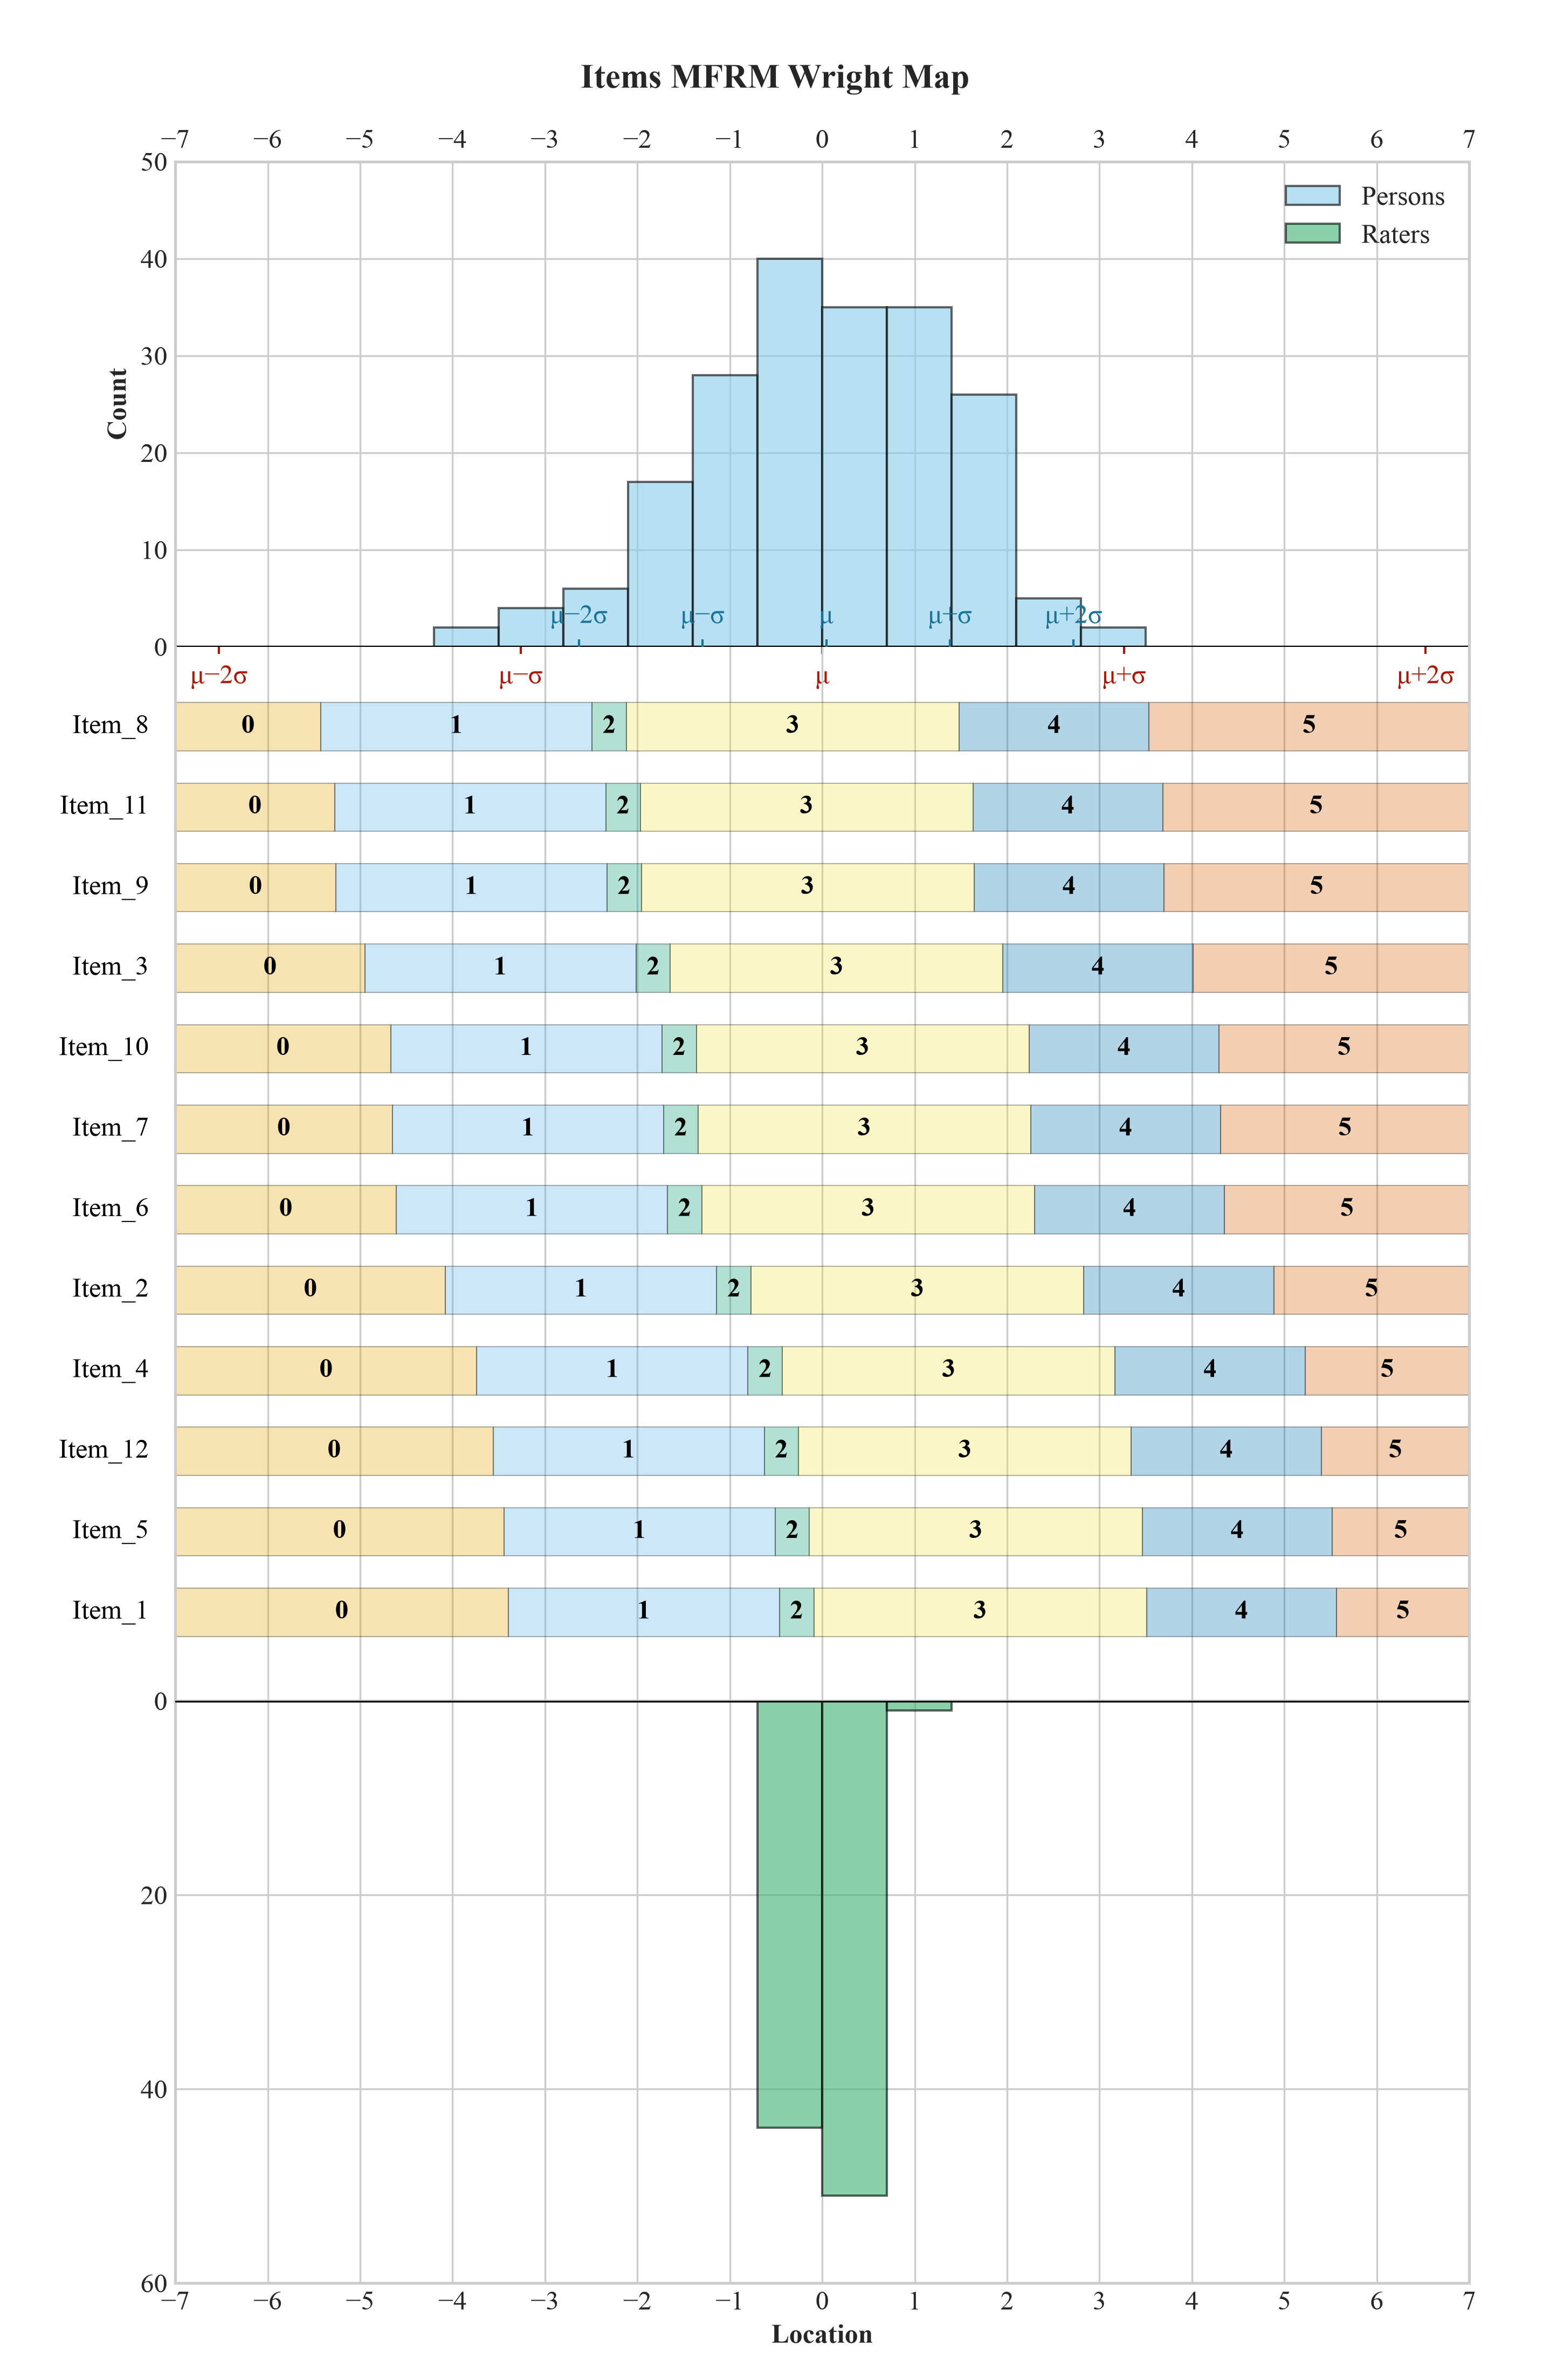 Items MFRM Wright Map
−7 −6 −5 −4 −3 −2 −1 0 1 2 3 4 5 6 7
50
Persons
Raters
40
30
Count
20
10
μ−2σ μ−σ μ μ+σ μ+2σ
0
μ−2σ μ−σ μ μ+σ μ+2σ
Item_8 0 1 2 3 4 5
Item_11 0 1 2 3 4 5
Item_9 0 1 2 3 4 5
Item_3 0 1 2 3 4 5
Item_10 0 1 2 3 4 5
Item_7 0 1 2 3 4 5
Item_6 0 1 2 3 4 5
Item_2 0 1 2 3 4 5
Item_4 0 1 2 3 4 5
Item_12 0 1 2 3 4 5
Item_5 0 1 2 3 4 5
Item_1 0 1 2 3 4 5
0
20
40
60
−7 −6 −5 −4 −3 −2 −1 0 1 2 3 4 5 6 7
Location